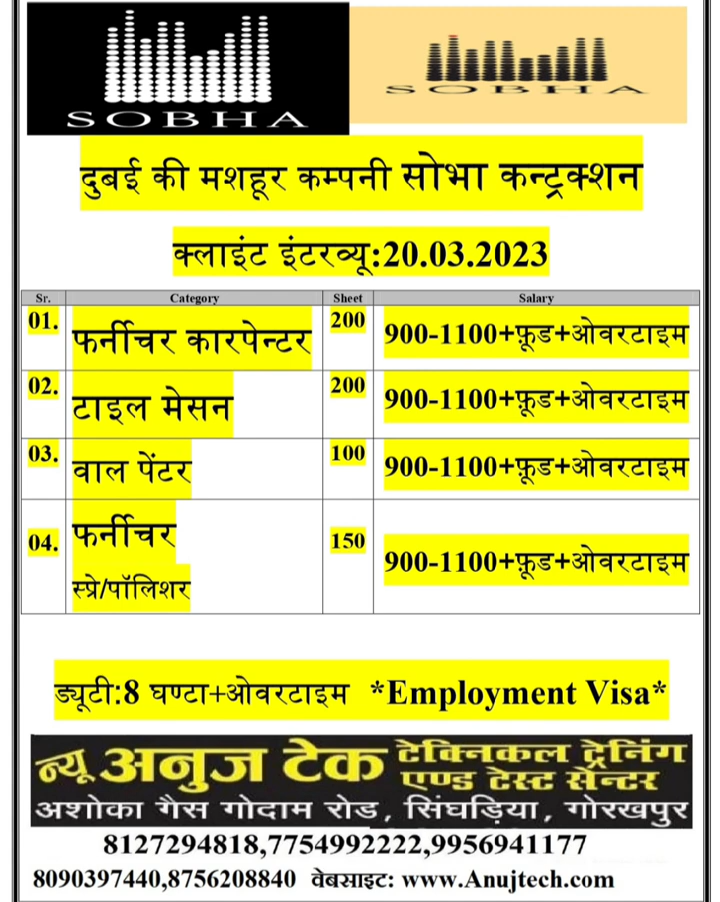 SOBHA
SOBHA
दुबई की मशहूर कम्पनी सोभा कन्ट्रक्शन
क्लाइंट इंटरव्यू:20.03.2023
Sr. Category Sheet Salary
01. फर्नीचर कारपेन्टर 200 900-1100+फ़ूड+ओवरटाइम
02. टाइल मेसन 200 900-1100+फ़ूड+ओवरटाइम
03. वाल पेंटर 100 900-1100+फ़ूड+ओवरटाइम
04. फर्नीचर 150 900-1100+फ़ूड+ओवरटाइम
स्प्रे/पॉलिशर
ड्यूटी:8 घण्टा+ओवरटाइम *Employment Visa*
न्यू अनुज टेक टेक्निकल ट्रेनिंग
एण्ड टेस्ट सेन्टर
अशोका गैस गोदाम रोड, सिंघड़िया, गोरखपुर
8127294818,7754992222,9956941177
8090397440,8756208840 वेबसाइट: www.Anujtech.com